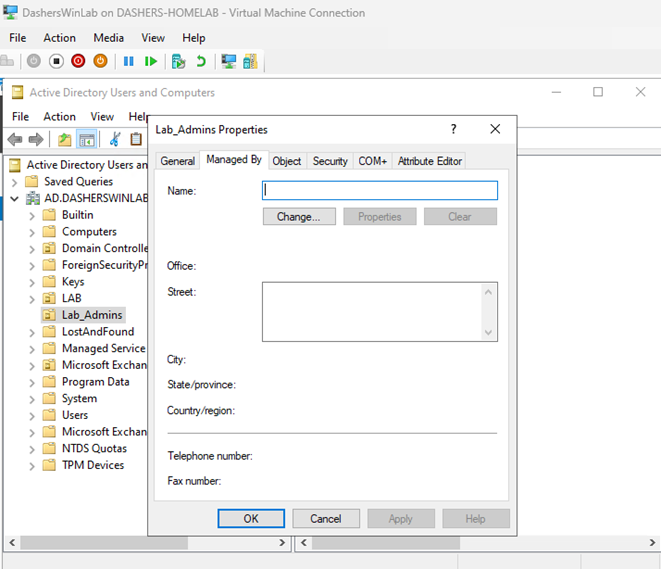 DashersWinLab on DASHERS-HOMELAB - Virtual Machine Connection
File Action Media View Help
Active Directory Users and Computers
File Action View Help
Lab_Admins Properties
General Managed By Object Security COM+ Attribute Editor
Name:
Change... Properties Clear
Office:
Street:
City:
State/province:
Country/region:
Telephone number:
Fax number:
OK Cancel Apply Help
Active Directory Users an
Saved Queries
AD.DASHERSWINLAB
Builtin
Computers
Domain Controlle
ForeignSecurityPr
Keys
LAB
Lab_Admins
LostAndFound
Managed Service
Microsoft Exchan
Program Data
System
Users
Microsoft Exchan
NTDS Quotas
TPM Devices